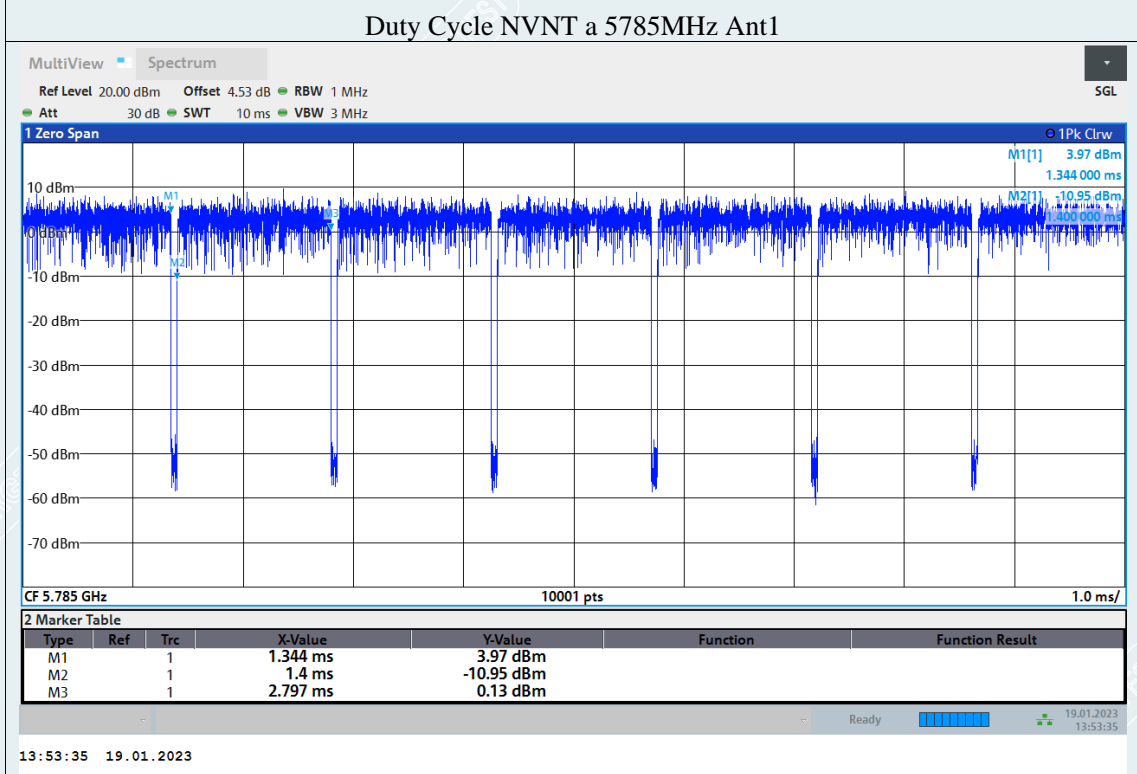 Duty Cycle NVNT a 5785MHz Ant1
MultiView Spectrum
Ref Level 20.00 dBm Offset 4.53 dB RBW 1 MHz SGL
Att 30 dB SWT 10 ms VBW 3 MHz
1 Zero Span 1Pk Clrw
M1[1] 3.97 dBm
1.344 000 ms
M2[1] -10.95 dBm
1.400 000 ms
10 dBm
M1
M3
0 dBm
M2
-10 dBm
-20 dBm
-30 dBm
-40 dBm
-50 dBm
-60 dBm
-70 dBm
CF 5.785 GHz 10001 pts 1.0 ms/
2 Marker Table
Type Ref Trc X-Value Y-Value Function Function Result
M1 1 1.344 ms 3.97 dBm
M2 1 1.4 ms -10.95 dBm
M3 1 2.797 ms 0.13 dBm
Ready 19.01.2023
13:53:35
13:53:35 19.01.2023